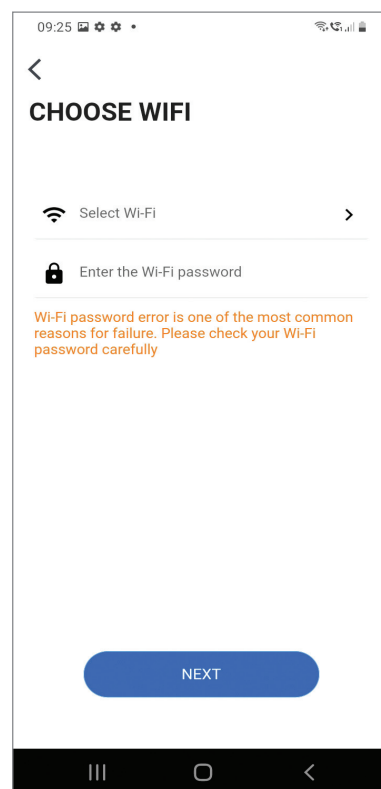 09:25
CHOOSE WIFI
Select Wi-Fi
Enter the Wi-Fi password
Wi-Fi password error is one of the most common
reasons for failure. Please check your Wi-Fi
password carefully
NEXT